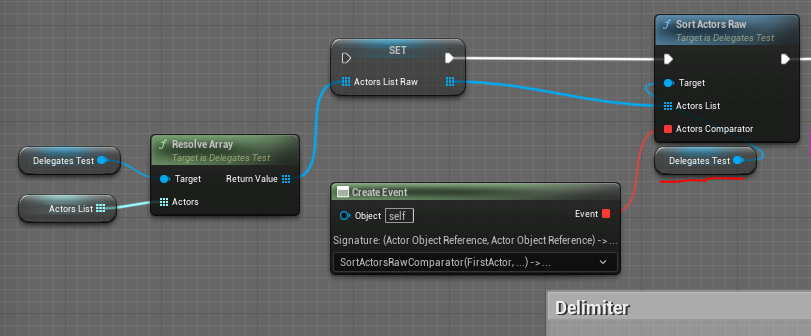 Sort Actors Raw
Target is Delegates Test
SET
Target
Actors List Raw
Actors List
Actors Comparator
Resolve Array
Target is Delegates Test
Delegates Test
Delegates Test
Target
Return Value
Create Event
Actors List
Actors
Object
self
Event
Signature: (Actor Object Reference, Actor Object Reference) ->...
SortActorsRawComparator(FirstActor, ...) ->...
Delimiter